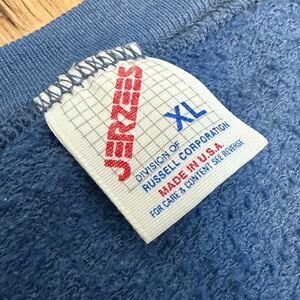 JERZEES
XL
DIVISION OF
RUSSELL CORPORATION
MADE IN U.S.A.
FOR CARE & CONTENT SEE REVERSE